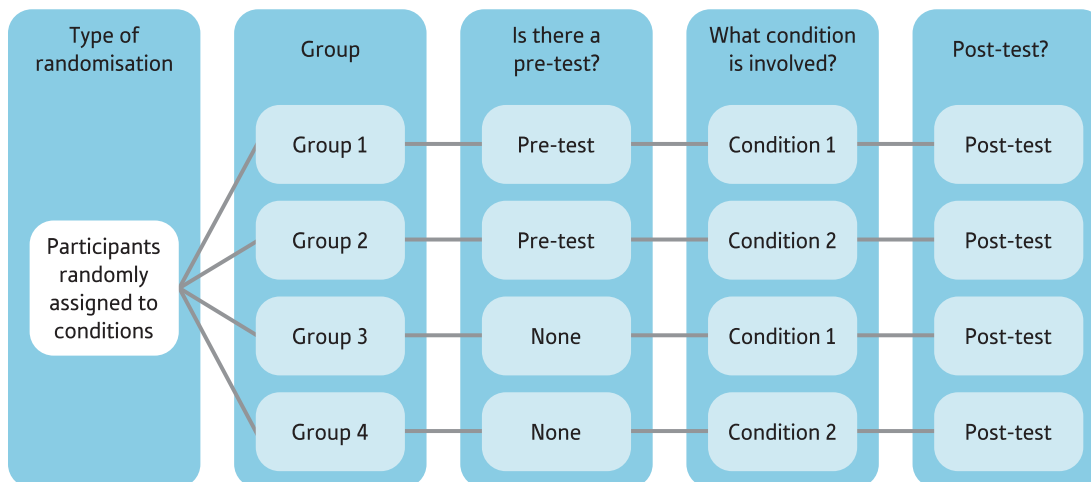 Type of
randomisation
Group
Is there a
pre-test?
What condition
is involved?
Post-test?
Participants
randomly
assigned to
conditions
Group 1
Pre-test
Condition 1
Post-test
Group 2
Pre-test
Condition 2
Post-test
Group 3
None
Condition 1
Post-test
Group 4
None
Condition 2
Post-test